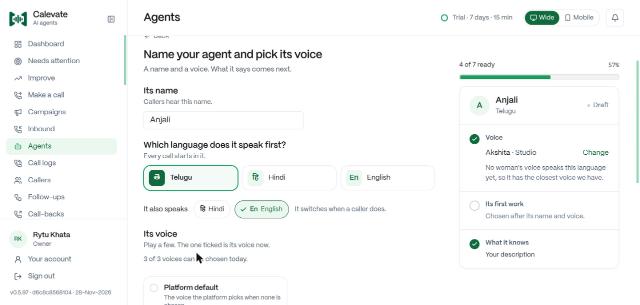 Calevate
AI agents
Dashboard
Needs attention
Improve
Make a call
Campaigns
Inbound
Agents
Call logs
Callers
Follow-ups
Call-backs
RK
Rytu Khata
Owner
Your account
Sign out
Agents
Trial · 7 days · 15 min
Wide
Mobile
Back
Name your agent and pick its voice
A name and a voice. What it says comes next.
Its name
Callers hear this name.
Anjali
Which language does it speak first?
Every call starts in it.
Telugu
Hindi
En English
It also speaks
Hindi
En English
It switches when a caller does.
Its voice
Play a few. The one ticked is its voice now.
3 of 3 voices can chosen today.
Platform default
The voice the platform picks when none is
4 of 7 ready
57%
A
Anjali
Telugu
Draft
Voice
Akshita · Studio
Change
No woman's voice speaks this language
yet, so it has the closest voice we have.
Its first work
Chosen after its name and voice.
What it knows
Your description